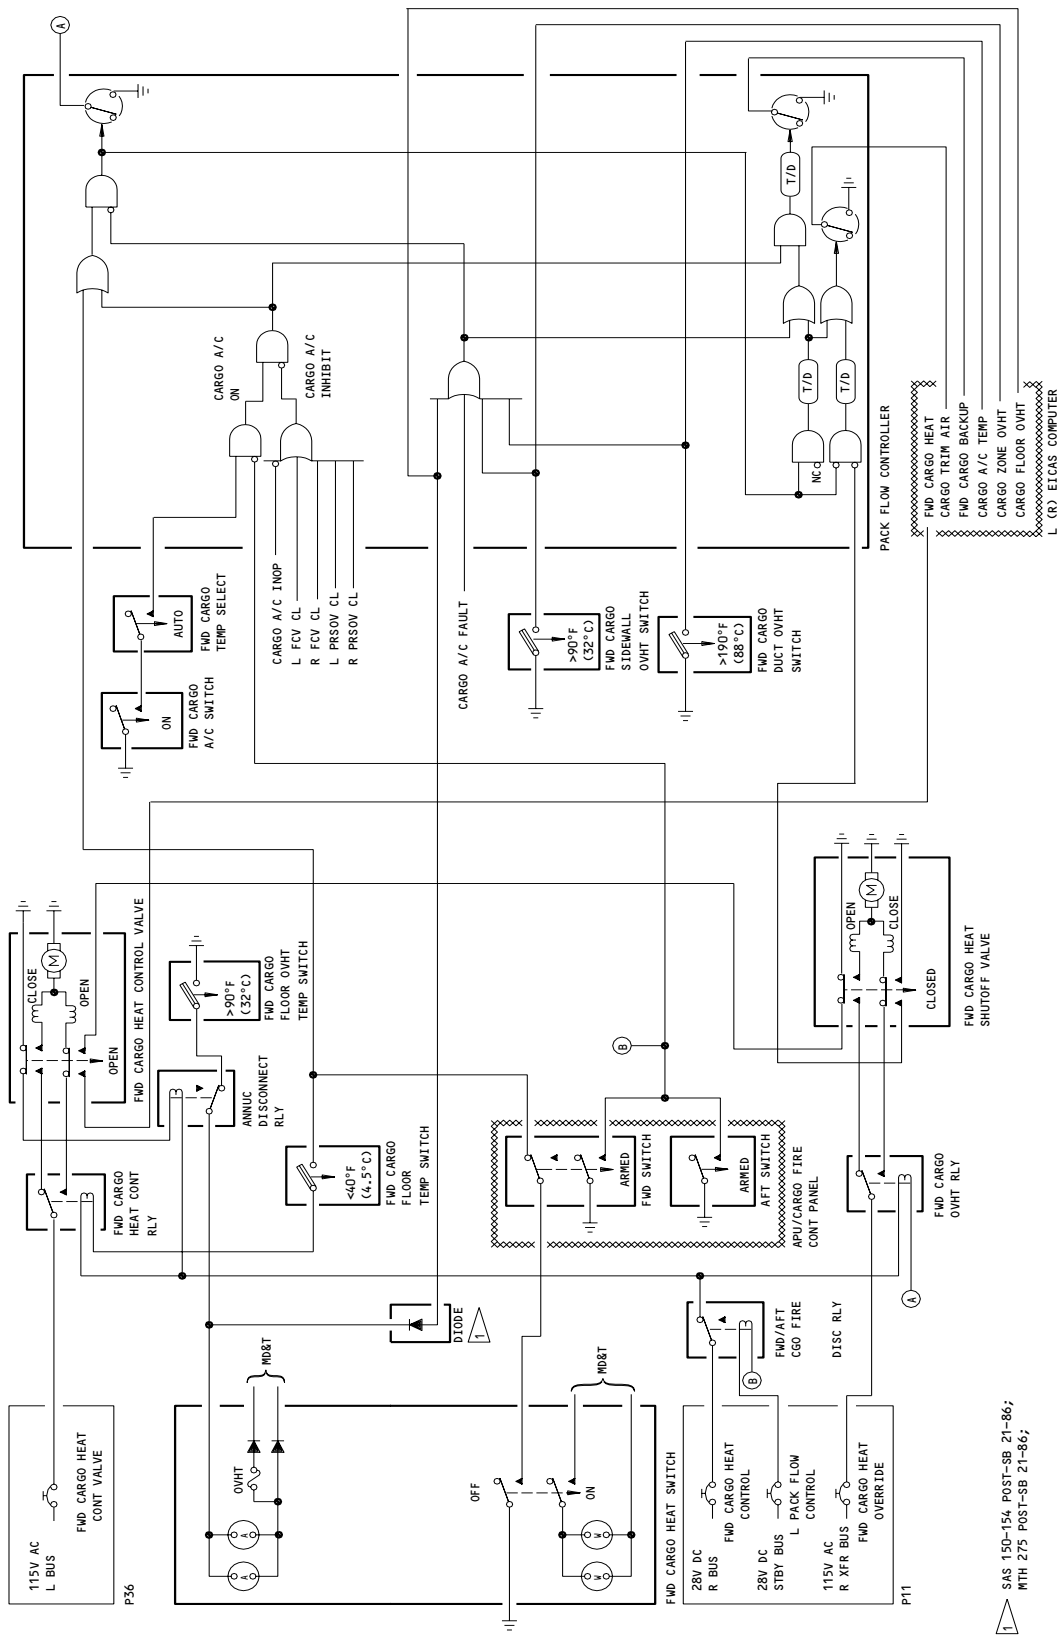 A
CARGO A/C
ON
CARGO A/C
INHIBIT
T/D
T/D
T/D
NC
PACK FLOW CONTROLLER
FWD CARGO HEAT
CARGO TRIM AIR
FWD CARGO BACKUP
CARGO A/C TEMP
CARGO ZONE OVHT
CARGO FLOOR OVHT
L (R) EICAS COMPUTER
AUTO
FWD CARGO
TEMP SELECT
ON
FWD CARGO
A/C SWITCH
CARGO A/C INOP
L FCV CL
R FCV CL
L PRSOV CL
R PRSOV CL
CARGO A/C FAULT
>90°F
(32°C)
FWD CARGO
SIDEWALL
OVHT SWITCH
>190°F
(88°C)
FWD CARGO
DUCT OVHT
SWITCH
CLOSE
OPEN
M
OPEN
FWD CARGO HEAT CONTROL VALVE
>90°F
(32°C)
FWD CARGO
FLOOR OVHT
TEMP SWITCH
ANNUC
DISCONNECT
RLY
FWD CARGO
HEAT CONT
RLY
<40°F
(4.5°C)
FWD CARGO
FLOOR
TEMP SWITCH
B
ARMED
FWD SWITCH
ARMED
AFT SWITCH
APU/CARGO FIRE
CONT PANEL
OPEN
CLOSE
M
CLOSED
FWD CARGO HEAT
SHUTOFF VALVE
FWD CARGO
OVHT RLY
A
DIODE
1
FWD/AFT
CGO FIRE
DISC RLY
B
115V AC
L BUS
FWD CARGO HEAT
CONT VALVE
P36
OVHT
MD&T
A
A
OFF
ON
MD&T
W
W
FWD CARGO HEAT SWITCH
28V DC
R BUS
FWD CARGO HEAT
CONTROL
28V DC
STBY BUS
L PACK FLOW
CONTROL
115V AC
R XFR BUS
FWD CARGO HEAT
OVERRIDE
P11
1 SAS 150-154 POST-SB 21-86;
MTH 275 POST-SB 21-86;